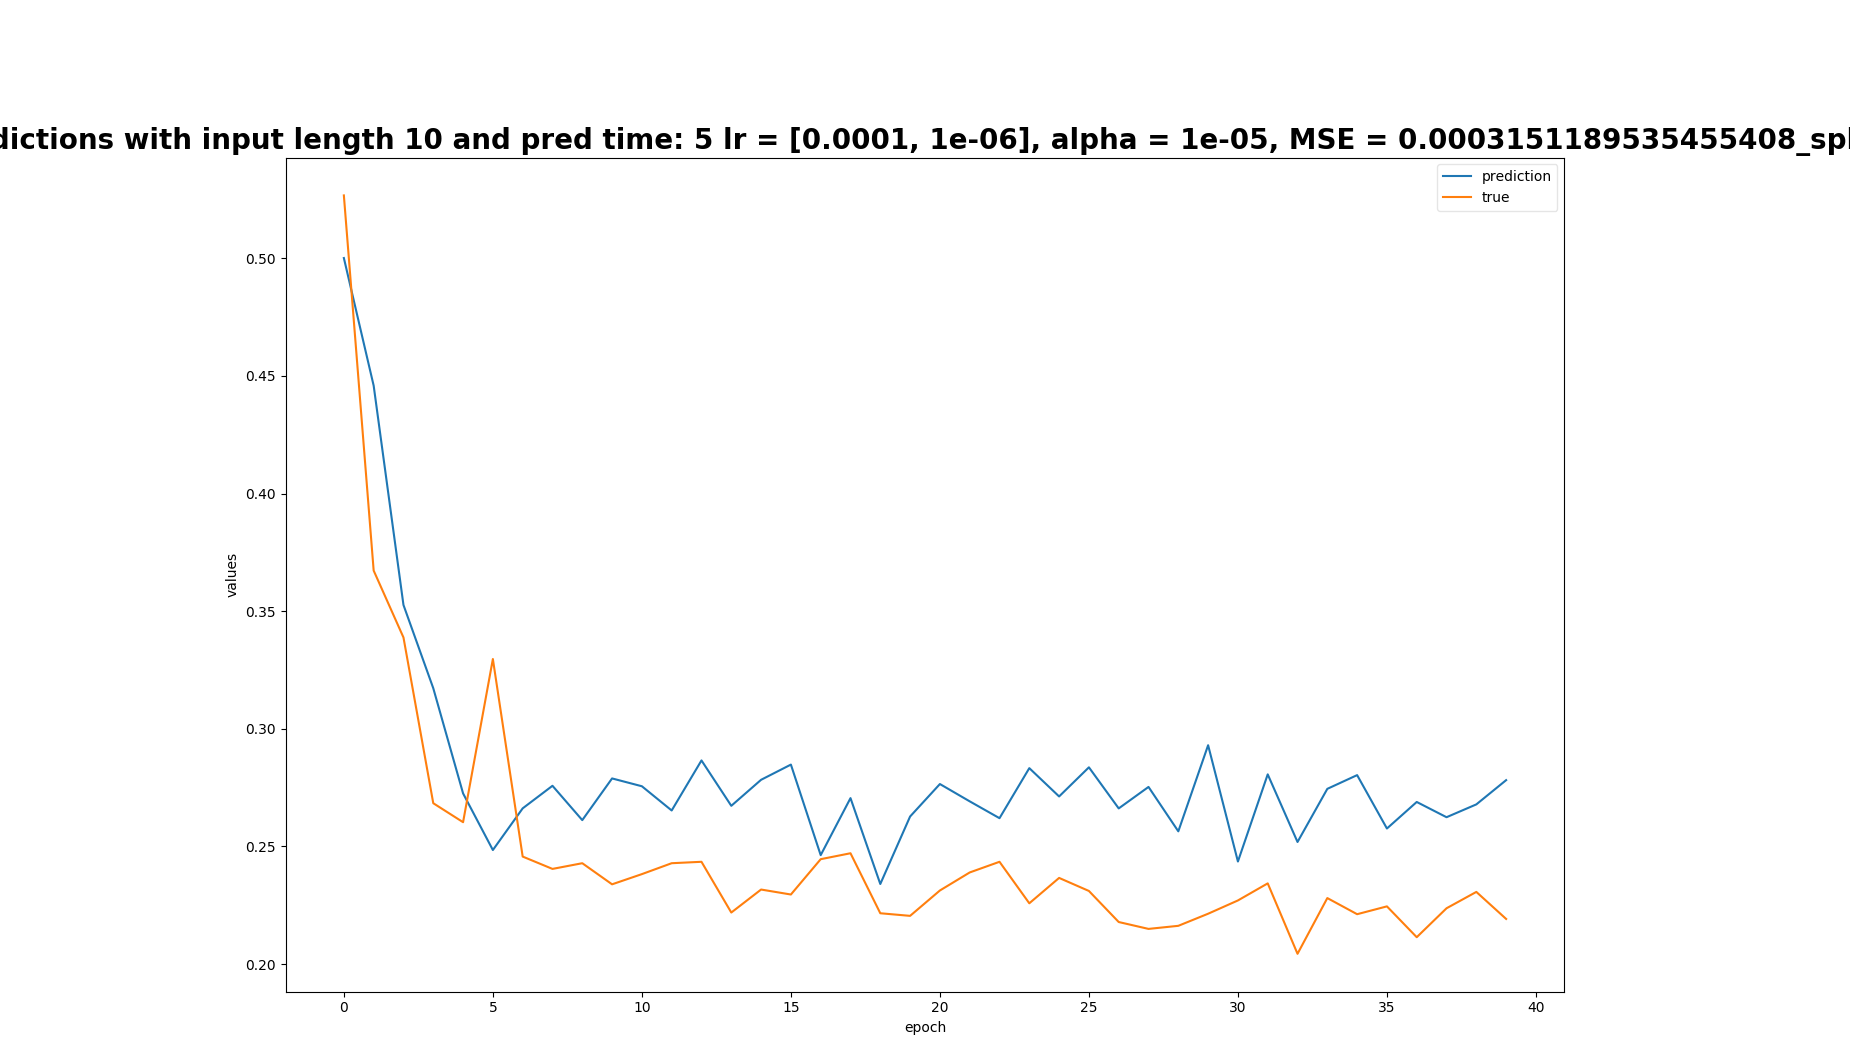 dictions with input length 10 and pred time: 5 lr = [0.0001, 1e-06], alpha = 1e-05, MSE = 0.0003151189535455408_spl
prediction
true
0.50
0.45
0.40
0.35
0.30
0.25
0.20
values
0 5 10 15 20 25 30 35 40
epoch